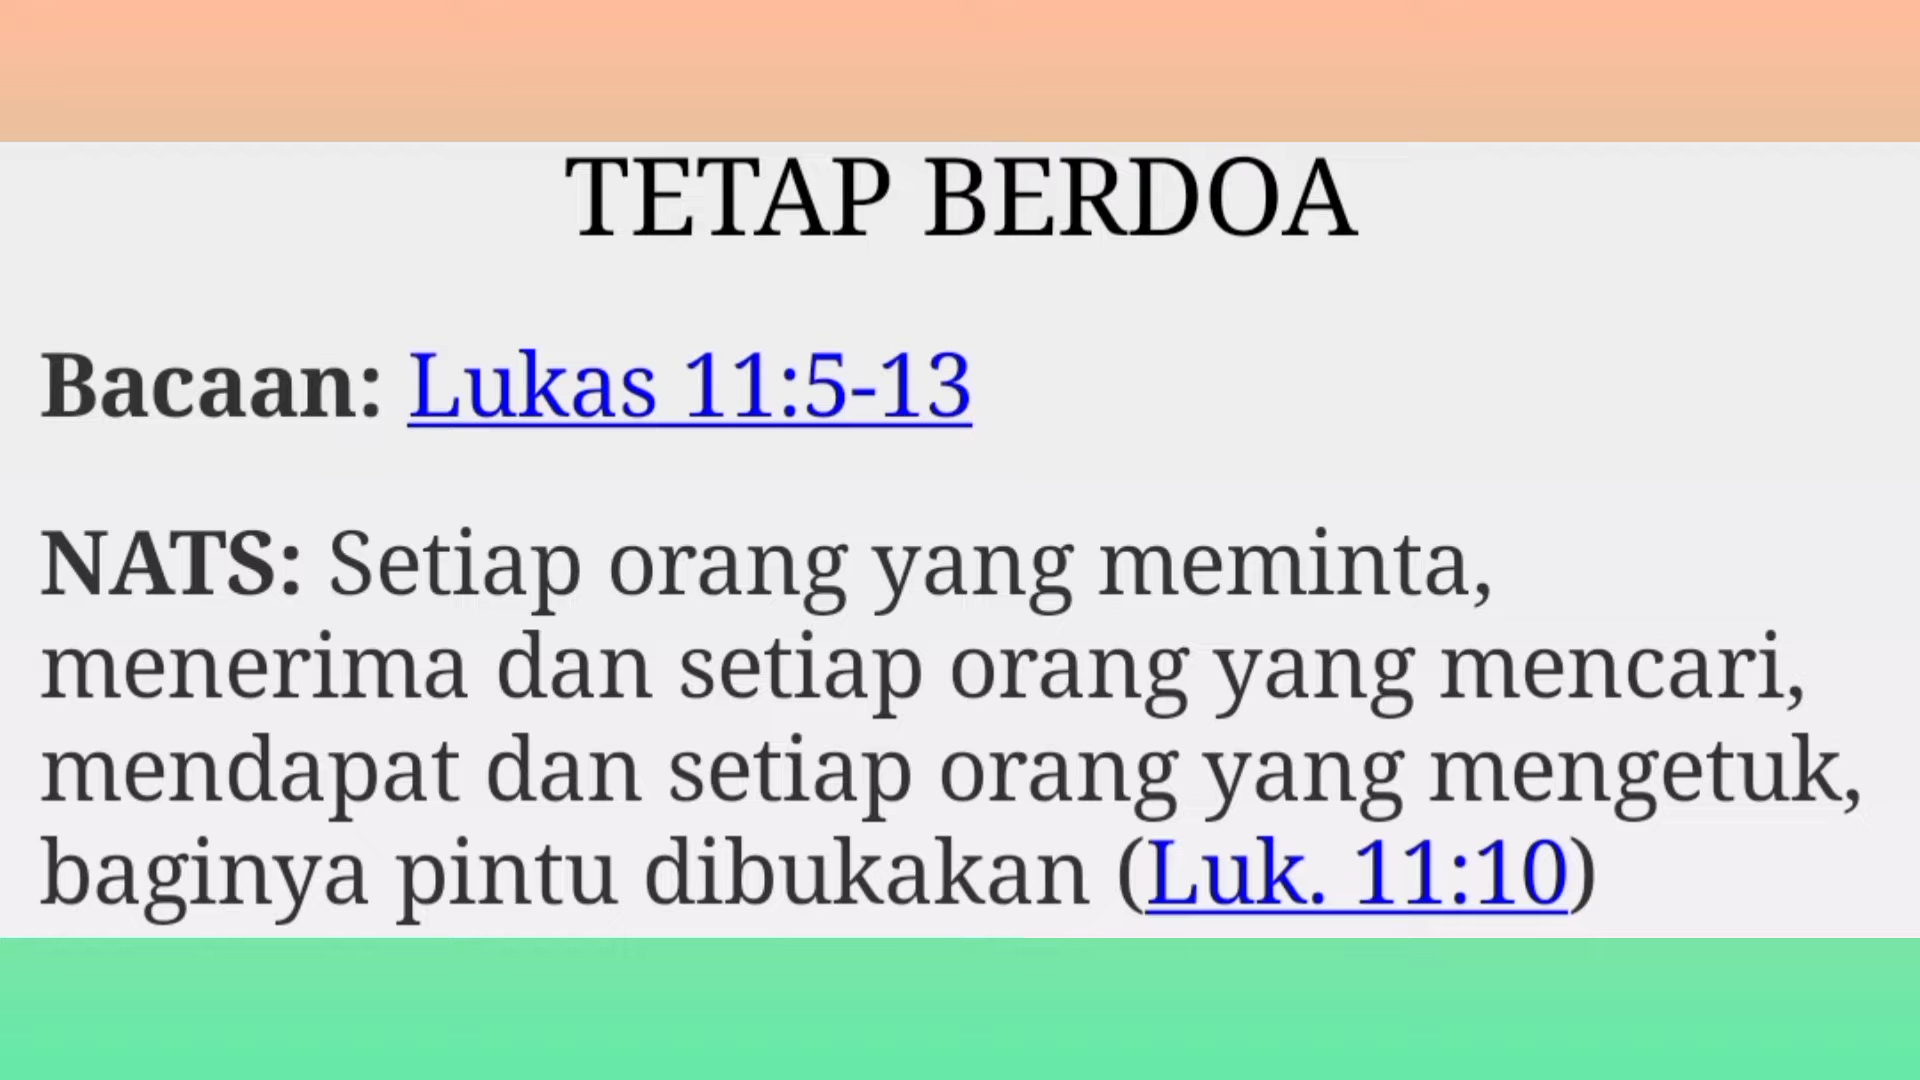 TETAP BERDOA
Bacaan: Lukas 11:5-13
NATS: Setiap orang yang meminta,
menerima dan setiap orang yang mencari,
mendapat dan setiap orang yang mengetuk,
baginya pintu dibukakan (Luk. 11:10)